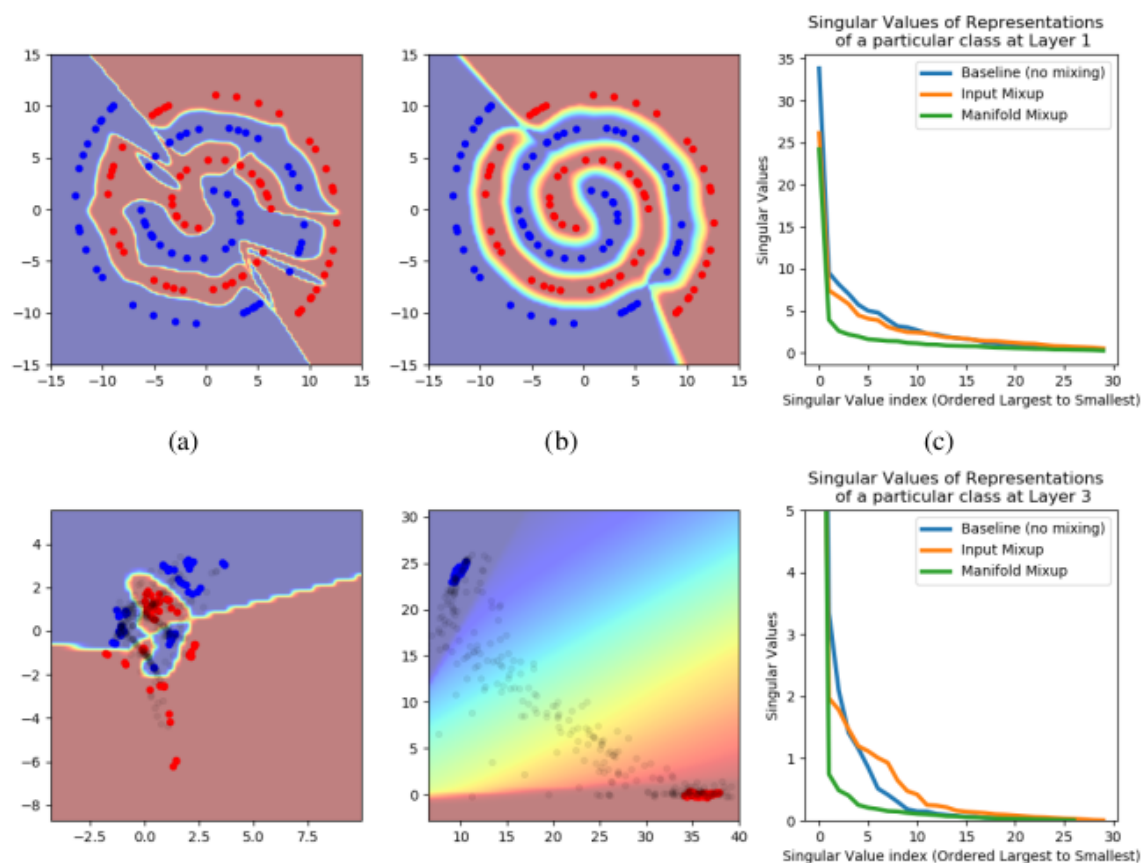 Singular Values of Representations
of a particular class at Layer 1
15
10
5
0
−5
−10
−15
−15 −10 −5 0 5 10 15
(a)
15
10
5
0
−5
−10
−15
−15 −10 −5 0 5 10 15
(b)
Baseline (no mixing)
Input Mixup
Manifold Mixup
Singular Values
35
30
25
20
15
10
5
0
0 5 10 15 20 25 30
Singular Value index (Ordered Largest to Smallest)
(c)
4
2
0
−2
−4
−6
−8
−2.5 0.0 2.5 5.0 7.5
30
25
20
15
10
5
0
10 15 20 25 30 35 40
Singular Values of Representations
of a particular class at Layer 3
Baseline (no mixing)
Input Mixup
Manifold Mixup
Singular Values
5
4
3
2
1
0
0 5 10 15 20 25 30
Singular Value index (Ordered Largest to Smallest)